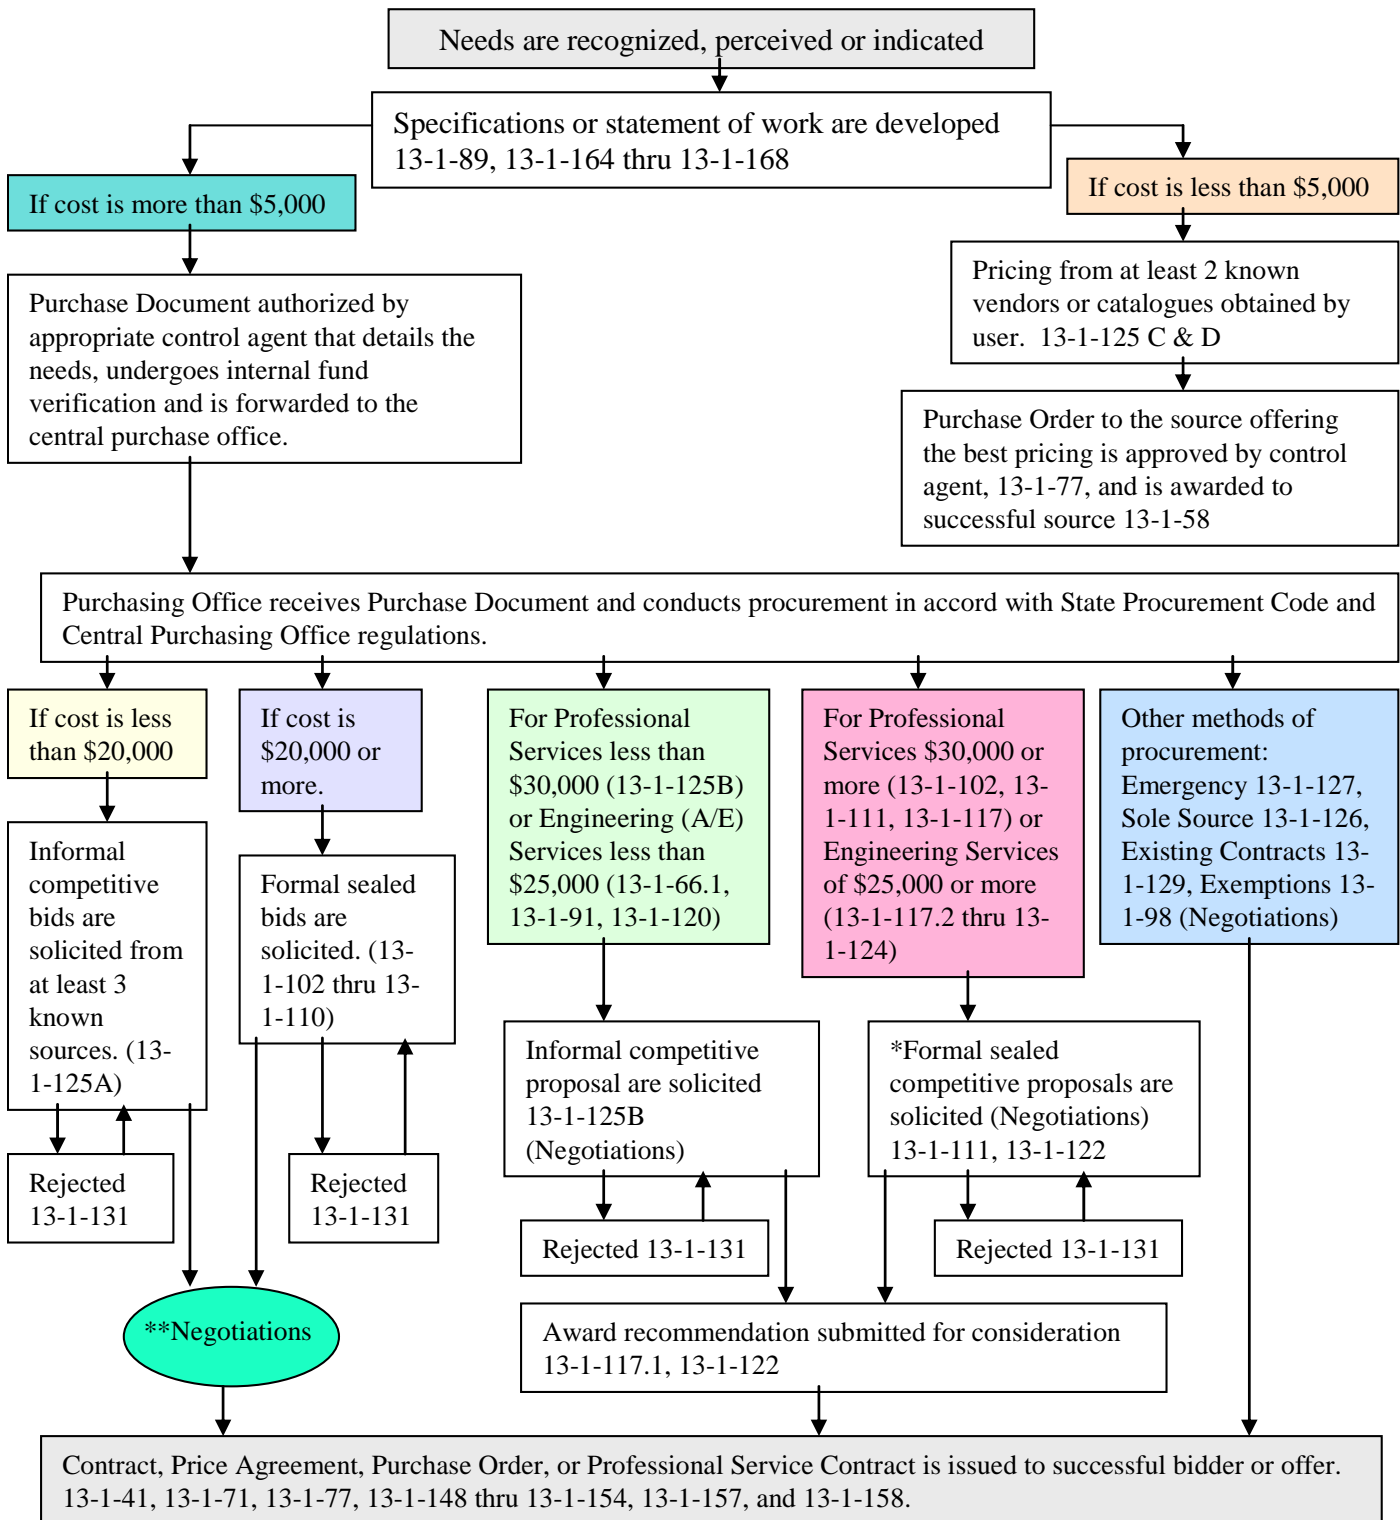 Needs are recognized, perceived or indicated
Specifications or statement of work are developed
13-1-89, 13-1-164 thru 13-1-168
If cost is more than $5,000
If cost is less than $5,000
Purchase Document authorized by
appropriate control agent that details the
needs, undergoes internal fund
verification and is forwarded to the
central purchase office.
Pricing from at least 2 known
vendors or catalogues obtained by
user.  13-1-125 C & D
Purchase Order to the source offering
the best pricing is approved by control
agent, 13-1-77, and is awarded to
successful source 13-1-58
Purchasing Office receives Purchase Document and conducts procurement in accord with State Procurement Code and
Central Purchasing Office regulations.
If cost is less
than $20,000
If cost is
$20,000 or
more.
For Professional
Services less than
$30,000 (13-1-125B)
or Engineering (A/E)
Services less than
$25,000 (13-1-66.1,
13-1-91, 13-1-120)
For Professional
Services $30,000 or
more (13-1-102, 13-
1-111, 13-1-117) or
Engineering Services
of $25,000 or more
(13-1-117.2 thru 13-
1-124)
Other methods of
procurement:
Emergency 13-1-127,
Sole Source 13-1-126,
Existing Contracts 13-
1-129, Exemptions 13-
1-98 (Negotiations)
Informal
competitive
bids are
solicited from
at least 3
known
sources. (13-
1-125A)
Formal sealed
bids are
solicited. (13-
1-102 thru 13-
1-110)
Informal competitive
proposal are solicited
13-1-125B
(Negotiations)
*Formal sealed
competitive proposals are
solicited (Negotiations)
13-1-111, 13-1-122
Rejected
13-1-131
Rejected
13-1-131
Rejected 13-1-131
Rejected 13-1-131
**Negotiations
Award recommendation submitted for consideration
13-1-117.1, 13-1-122
Contract, Price Agreement, Purchase Order, or Professional Service Contract is issued to successful bidder or offer.
13-1-41, 13-1-71, 13-1-77, 13-1-148 thru 13-1-154, 13-1-157, and 13-1-158.